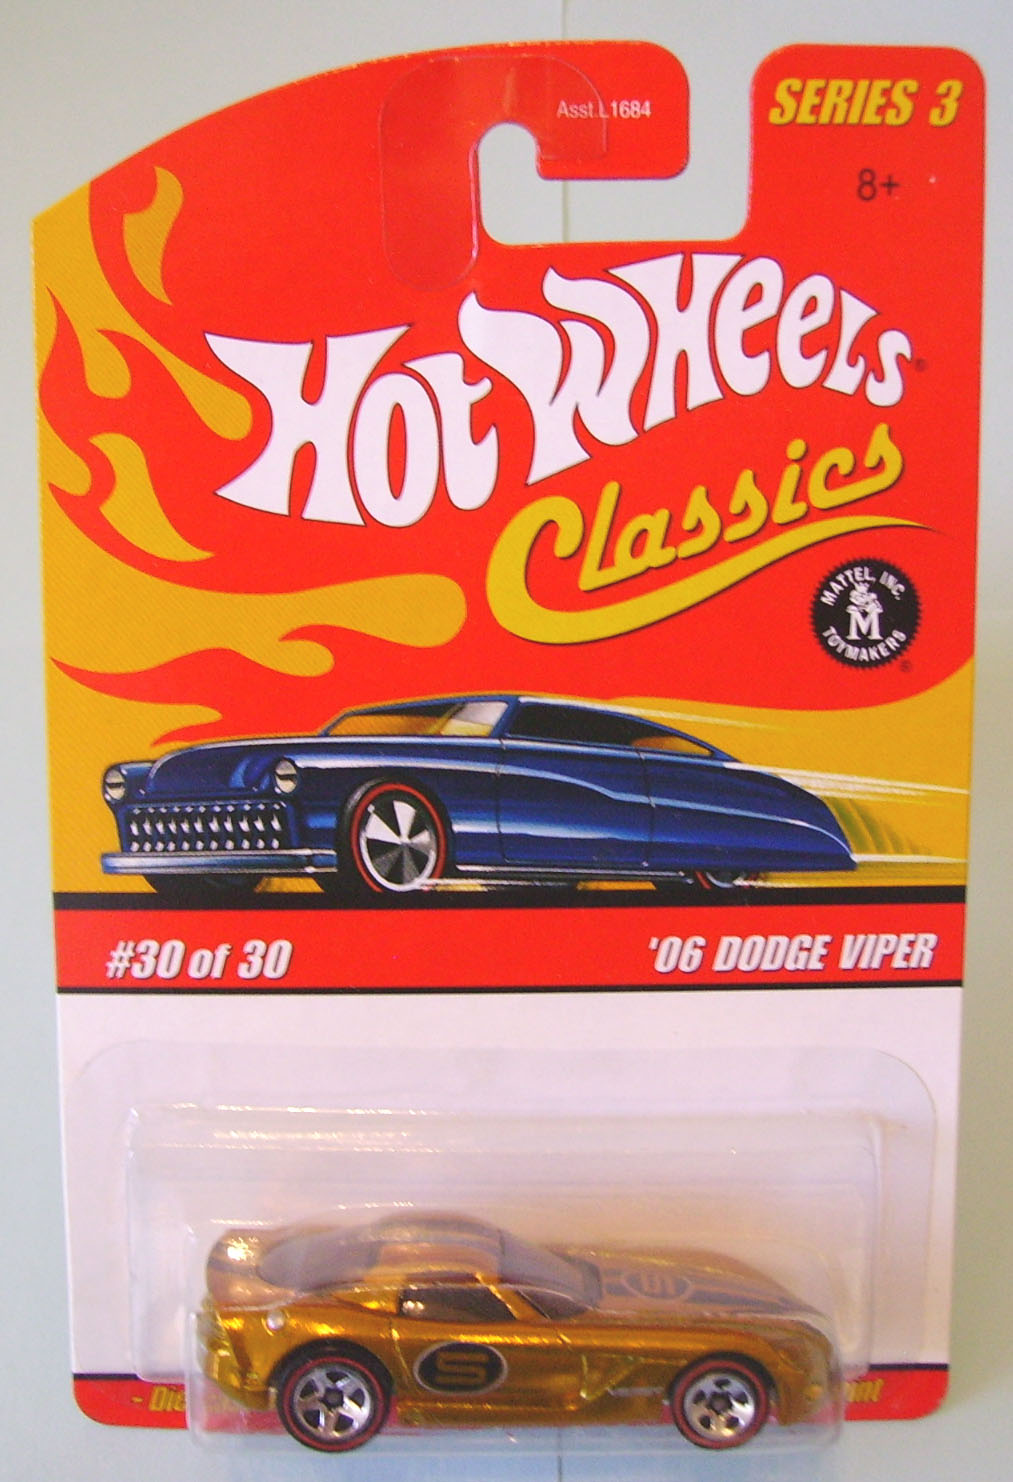 Asst.L1684
SERIES 3
8+
HOT WHEELS®
Classics
MATTEL, INC.
M
TOYMAKERS®
#30 of 30
'06 DODGE VIPER
S
S